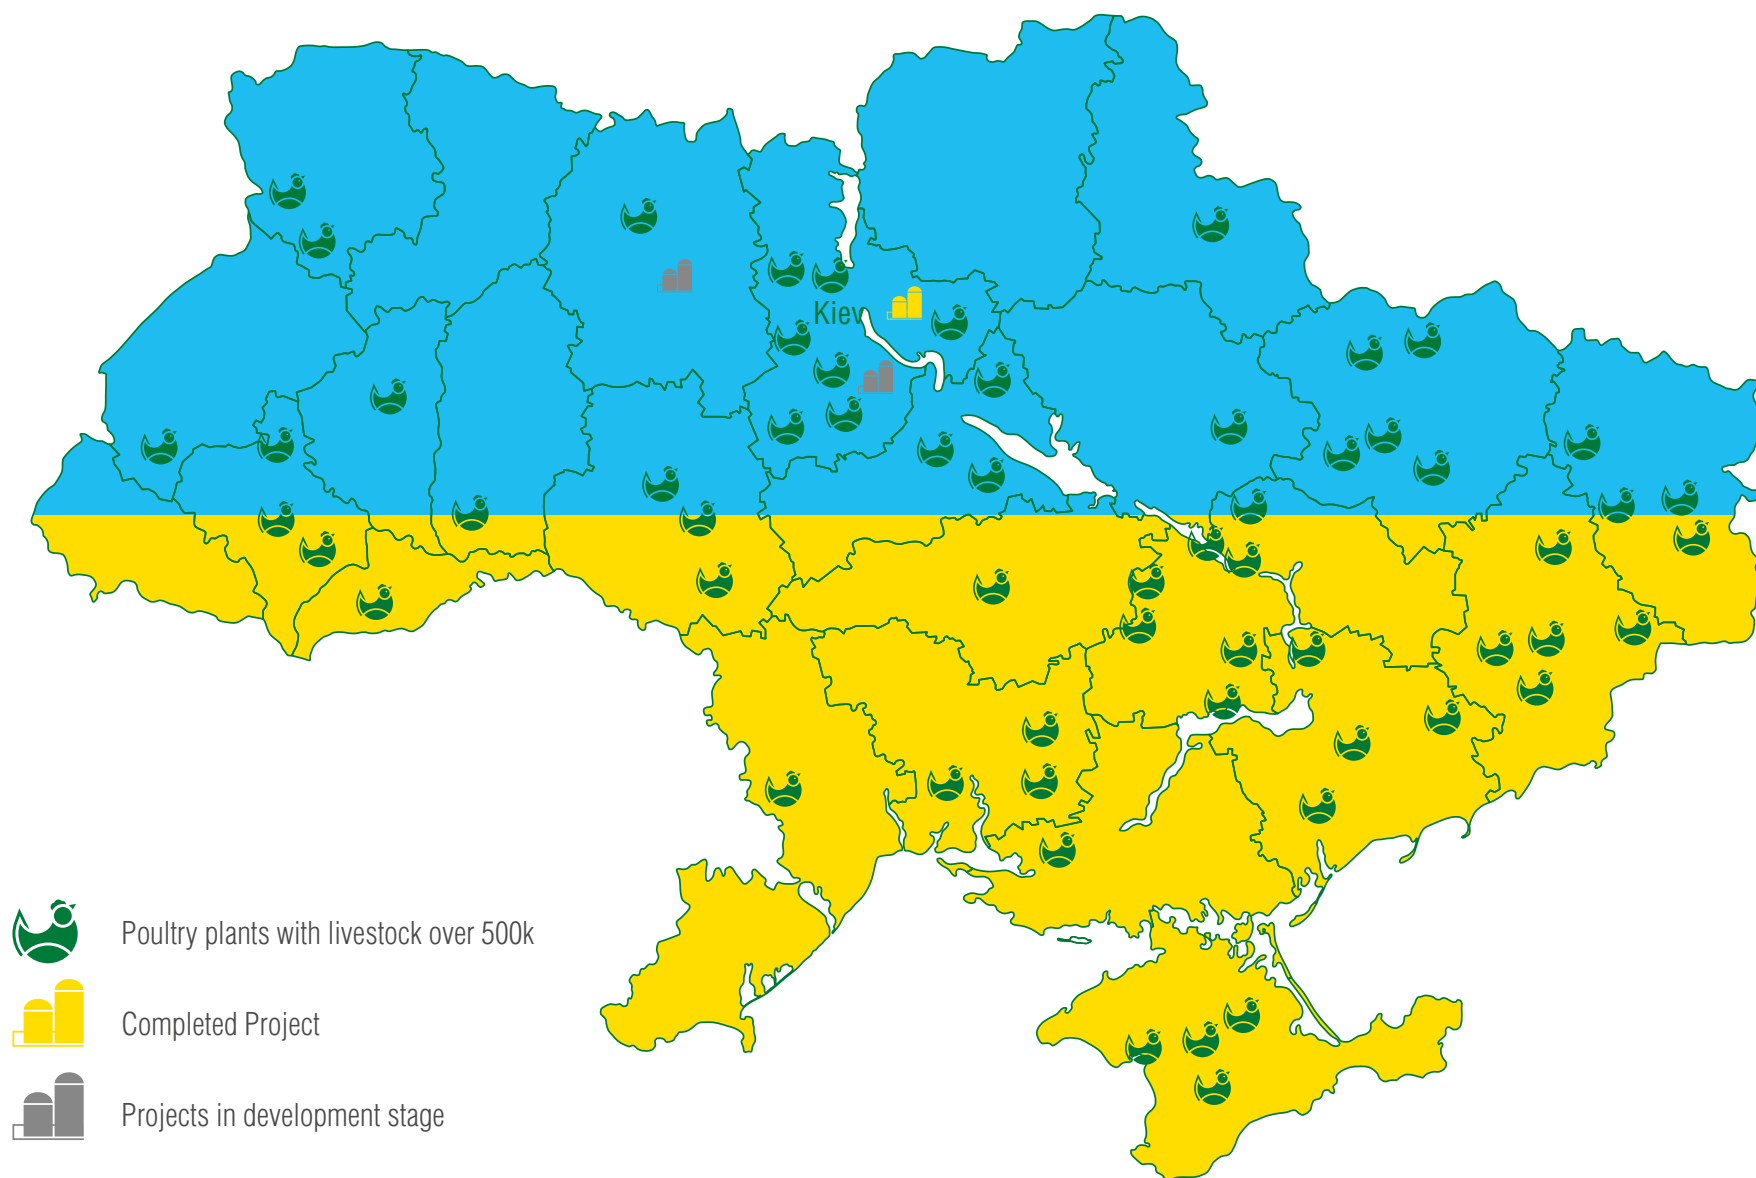 Kiev
Poultry plants with livestock over 500k
Completed Project
Projects in development stage